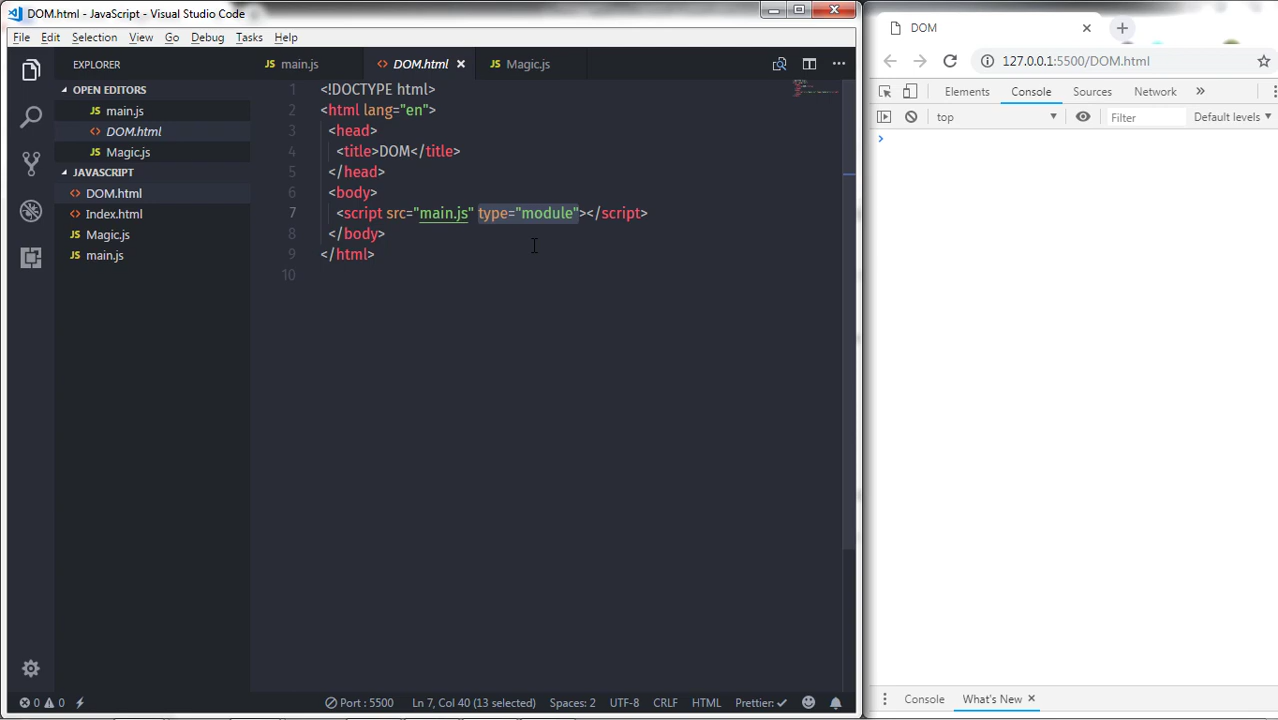 DOM.html - JavaScript - Visual Studio Code
File Edit Selection View Go Debug Tasks Help
EXPLORER
OPEN EDITORS
main.js
DOM.html
Magic.js
JAVASCRIPT
DOM.html
Index.html
Magic.js
main.js
main.js DOM.html Magic.js
1 <!DOCTYPE html>
2 <html lang="en">
3 <head>
4 <title>DOM</title>
5 </head>
6 <body>
7 <script src="main.js" type="module"></script>
8 </body>
9 </html>
10
0 0 Port : 5500 Ln 7, Col 40 (13 selected) Spaces: 2 UTF-8 CRLF HTML Prettier:
DOM
127.0.0.1:5500/DOM.html
Elements Console Sources Network »
top Filter Default levels
Console What's New